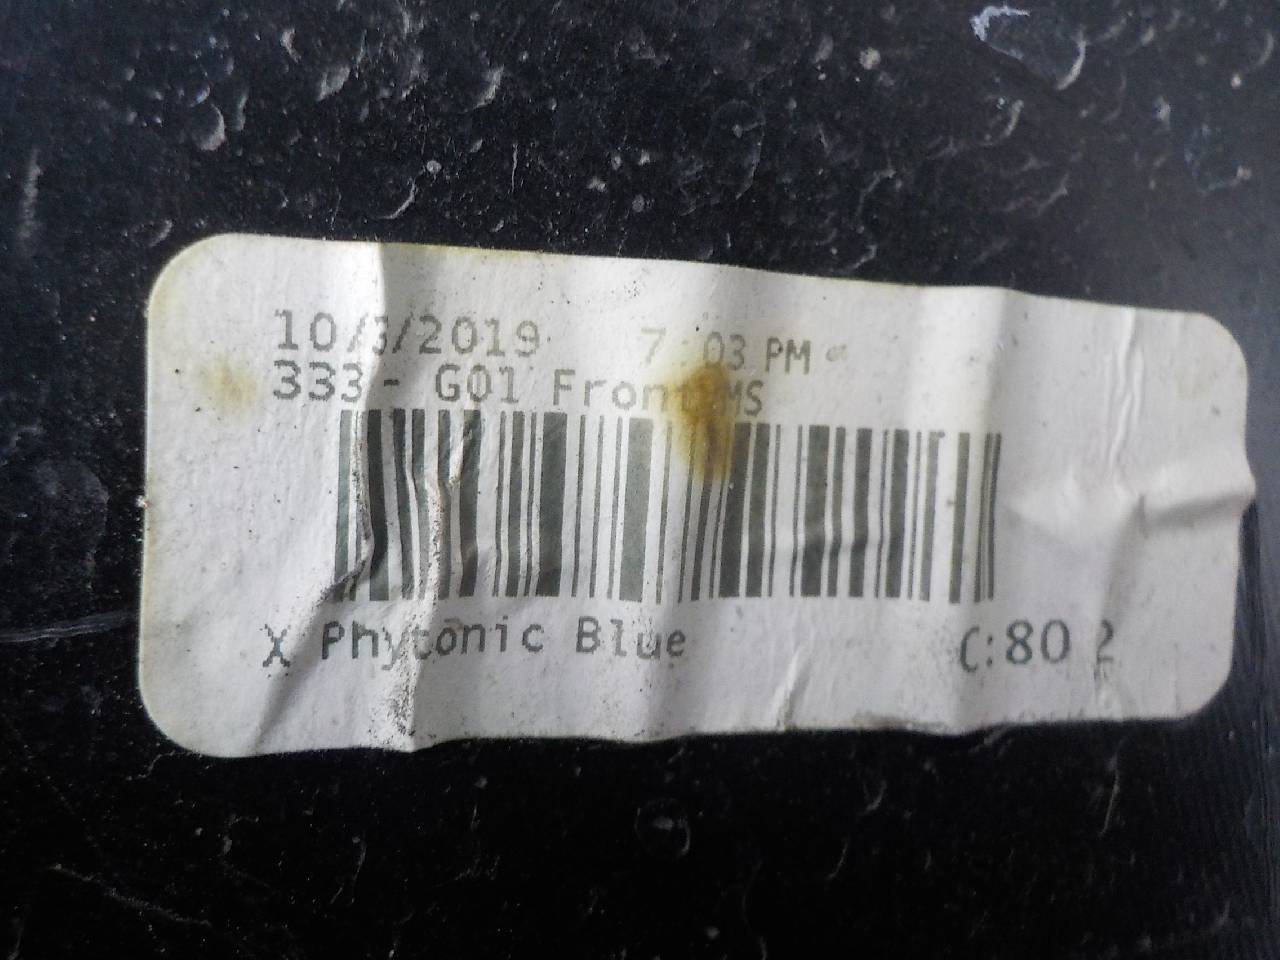 10/3/2019 7:03 PM
333- G01 Front MS
X Phytonic Blue
C:80 2